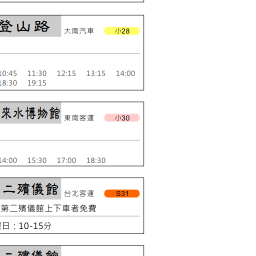 登山路 大南汽車 小28
10:45 11:30 12:15 13:15 14:00
18:30 19:15
來水博物館 東南客運 小30
14:00 15:30 17:00 18:30
二殯儀館 台北客運 S31
第二殯儀館上下車者免費
日：10-15分
二殯儀館